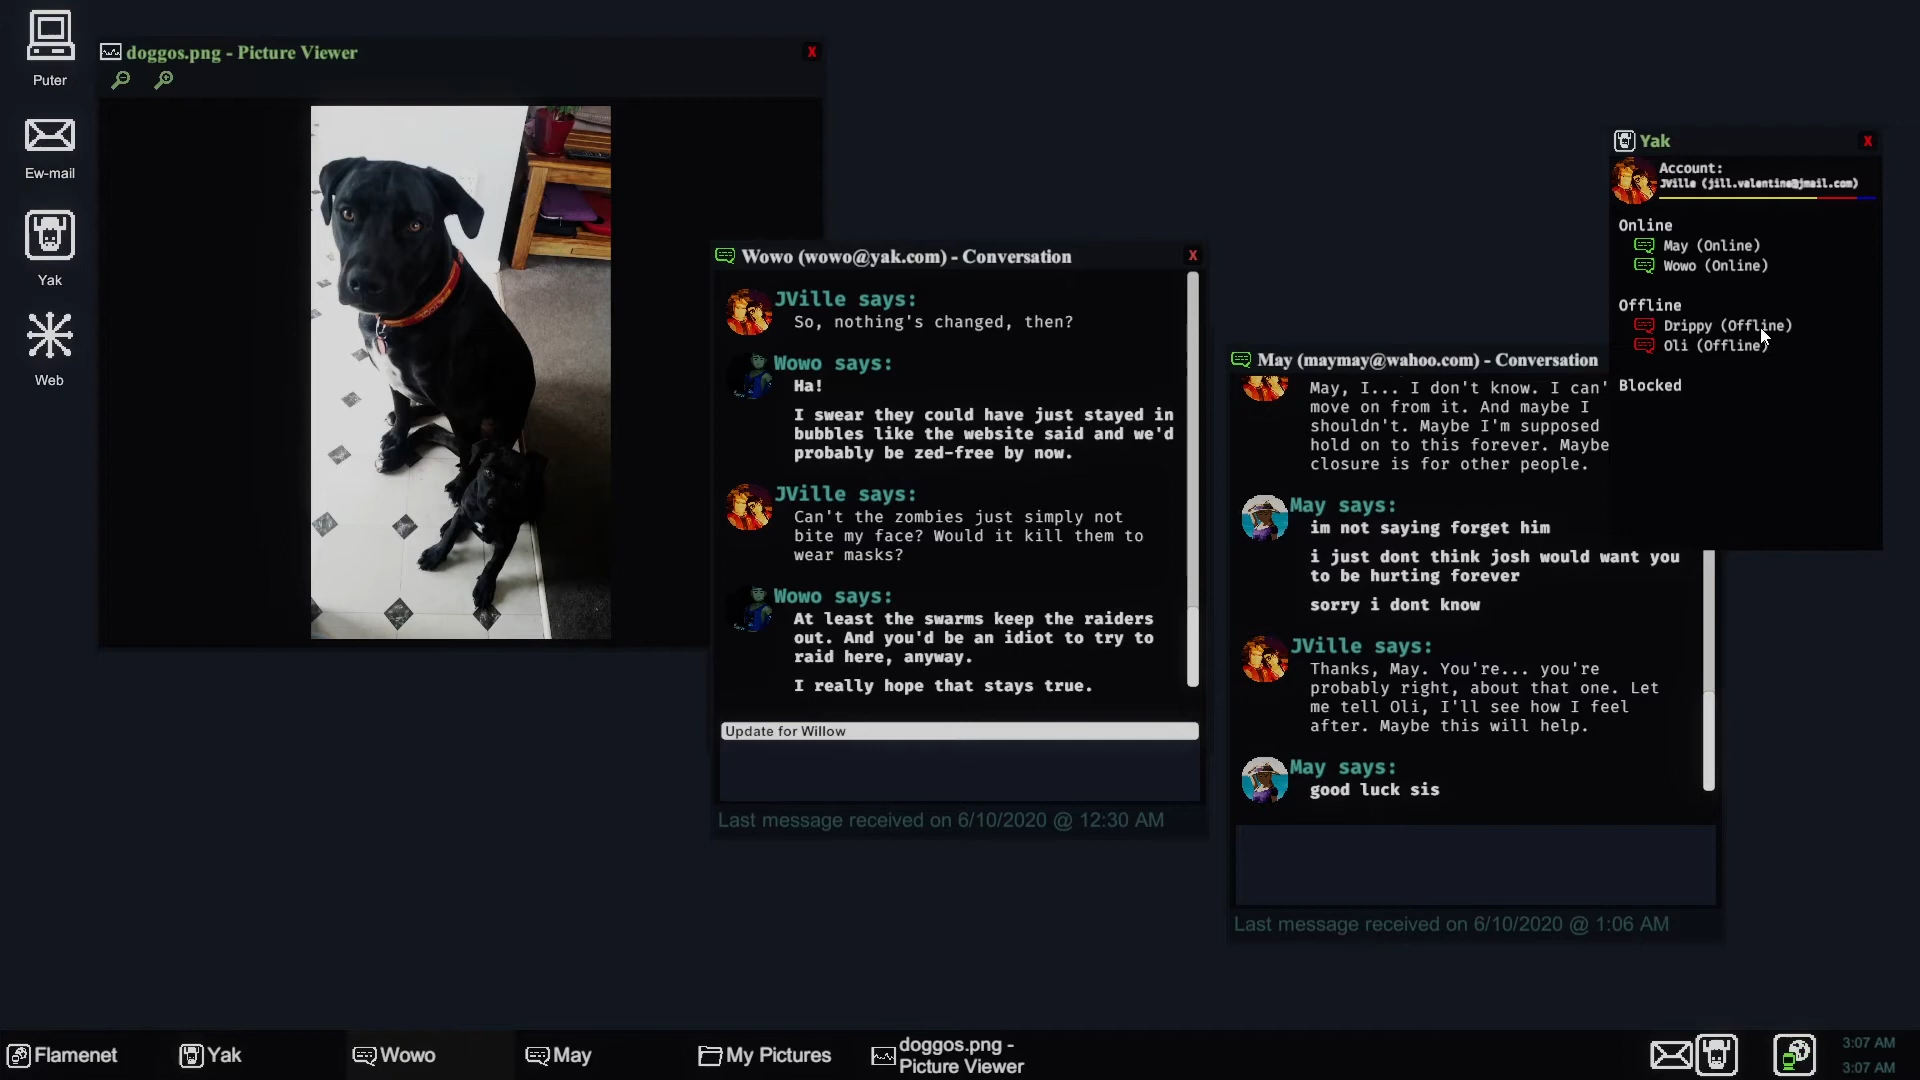 Puter
Ew-mail
Yak
Web
doggos.png - Picture Viewer
X
Wowo (wowo@yak.com) - Conversation
X
JVille says:
So, nothing's changed, then?
Wowo says:
Ha!
I swear they could have just stayed in
bubbles like the website said and we'd
probably be zed-free by now.
JVille says:
Can't the zombies just simply not
bite my face? Would it kill them to
wear masks?
Wowo says:
At least the swarms keep the raiders
out. And you'd be an idiot to try to
raid here, anyway.
I really hope that stays true.
Update for Willow
Last message received on 6/10/2020 @ 12:30 AM
May (maymay@wahoo.com) - Conversation
May, I... I don't know. I can'
move on from it. And maybe I
shouldn't. Maybe I'm supposed
hold on to this forever. Maybe
closure is for other people.
May says:
im not saying forget him
i just dont think josh would want you
to be hurting forever
sorry i dont know
JVille says:
Thanks, May. You're... you're
probably right, about that one. Let
me tell Oli, I'll see how I feel
after. Maybe this will help.
May says:
good luck sis
Last message received on 6/10/2020 @ 1:06 AM
Yak
X
Account:
JVille (jill.valentine@jmail.com)
Online
May (Online)
Wowo (Online)
Offline
Drippy (Offline)
Oli (Offline)
Blocked
Flamenet
Yak
Wowo
May
My Pictures
doggos.png -
Picture Viewer
3:07 AM
3:07 AM